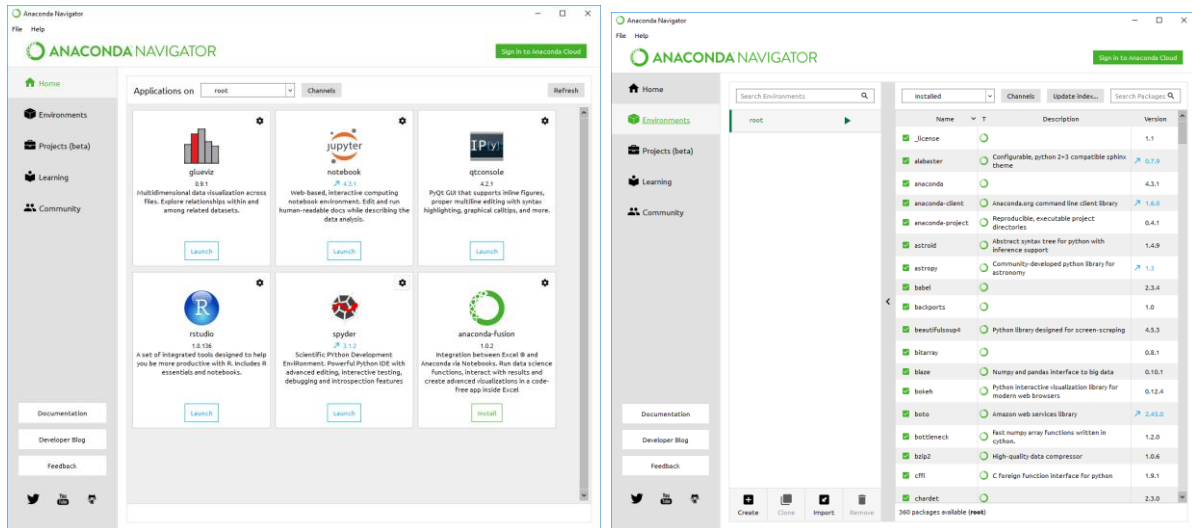 Anaconda Navigator
File Help
ANACONDA NAVIGATOR
Sign in to Anaconda Cloud
Home
Environments
Projects (beta)
Learning
Community
Documentation
Developer Blog
Feedback
You
Tube
Applications on
root
Channels
Refresh
glueviz
0.9.1
Multidimensional data visualization across
files. Explore relationships within and
among related datasets.
Launch
jupyter
notebook
4.3.1
Web-based, interactive computing
notebook environment. Edit and run
human-readable docs while describing the
data analysis.
Launch
IP[y]:
qtconsole
4.2.1
PyQt GUI that supports inline figures,
proper multiline editing with syntax
highlighting, graphical calltips, and more.
Launch
R
rstudio
1.0.136
A set of integrated tools designed to help
you be more productive with R. Includes R
essentials and notebooks.
Launch
spyder
3.1.2
Scientific PYthon Development
EnviRonment. Powerful Python IDE with
advanced editing, interactive testing,
debugging and introspection features
Launch
anaconda-fusion
1.0.2
Integration between Excel ® and
Anaconda via Notebooks. Run data science
functions, interact with results and
create advanced visualizations in a code-
free app inside Excel
Install
Anaconda Navigator
File Help
ANACONDA NAVIGATOR
Sign in to Anaconda Cloud
Home
Environments
Projects (beta)
Learning
Community
Documentation
Developer Blog
Feedback
You
Tube
Search Environments
root
Create Clone Import Remove
Installed
Channels
Update index...
Search Packages
Name T Description Version
_license 1.1
alabaster Configurable, python 2+3 compatible sphinx
theme 0.7.9
anaconda 4.3.1
anaconda-client Anaconda.org command line client library 1.6.0
anaconda-project Reproducible, executable project
directories 0.4.1
astroid Abstract syntax tree for python with
inference support 1.4.9
astropy Community-developed python library for
astronomy 1.3
babel 2.3.4
backports 1.0
beautifulsoup4 Python library designed for screen-scraping 4.5.3
bitarray 0.8.1
blaze Numpy and pandas interface to big data 0.10.1
bokeh Python interactive visualization library for
modern web browsers 0.12.4
boto Amazon web services library 2.45.0
bottleneck Fast numpy array functions written in
cython. 1.2.0
bzip2 High-quality data compressor 1.0.6
cffi C foreign function interface for python 1.9.1
chardet 2.3.0
360 packages available (root)